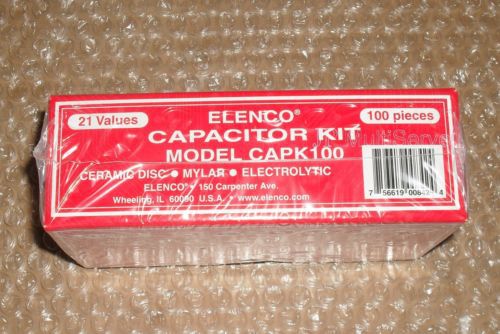 21 Values
ELENCO®
100 pieces
CAPACITOR KIT
MODEL CAPK100
CERAMIC DISC ● MYLAR ● ELECTROLYTIC
ELENCO ● 150 Carpenter Ave.
Wheeling, IL 60090 U.S.A. ● www.elenco.com